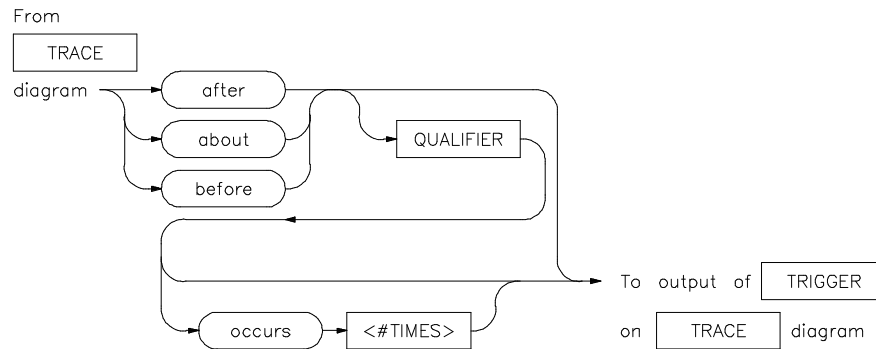 From
TRACE
diagram after
about QUALIFIER
before
To output of TRIGGER
occurs <#TIMES> on TRACE diagram